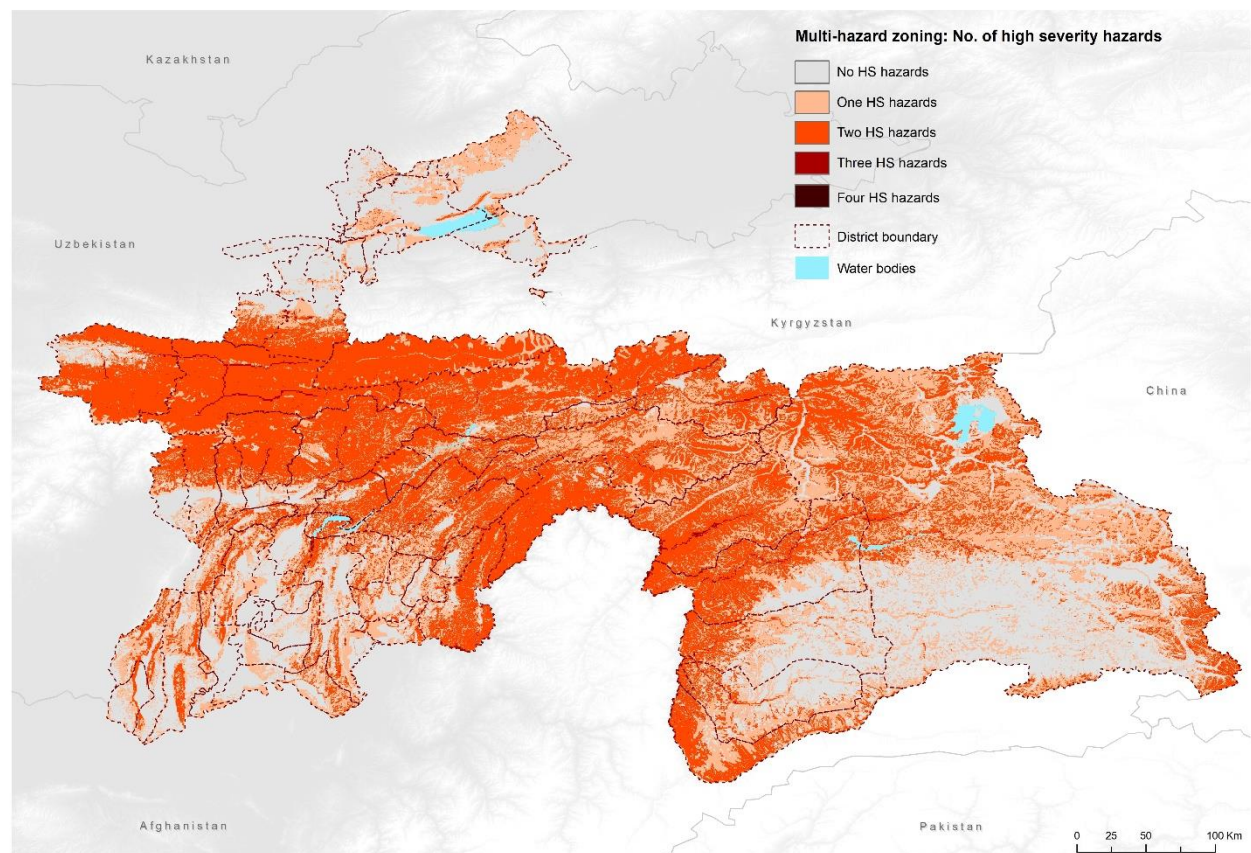 Multi-hazard zoning: No. of high severity hazards
Kazakhstan
No HS hazards
One HS hazards
Two HS hazards
Three HS hazards
Four HS hazards
District boundary
Uzbekistan
Water bodies
Kyrgyzstan
China
Afghanistan
Pakistan
0 25 50 100 Km